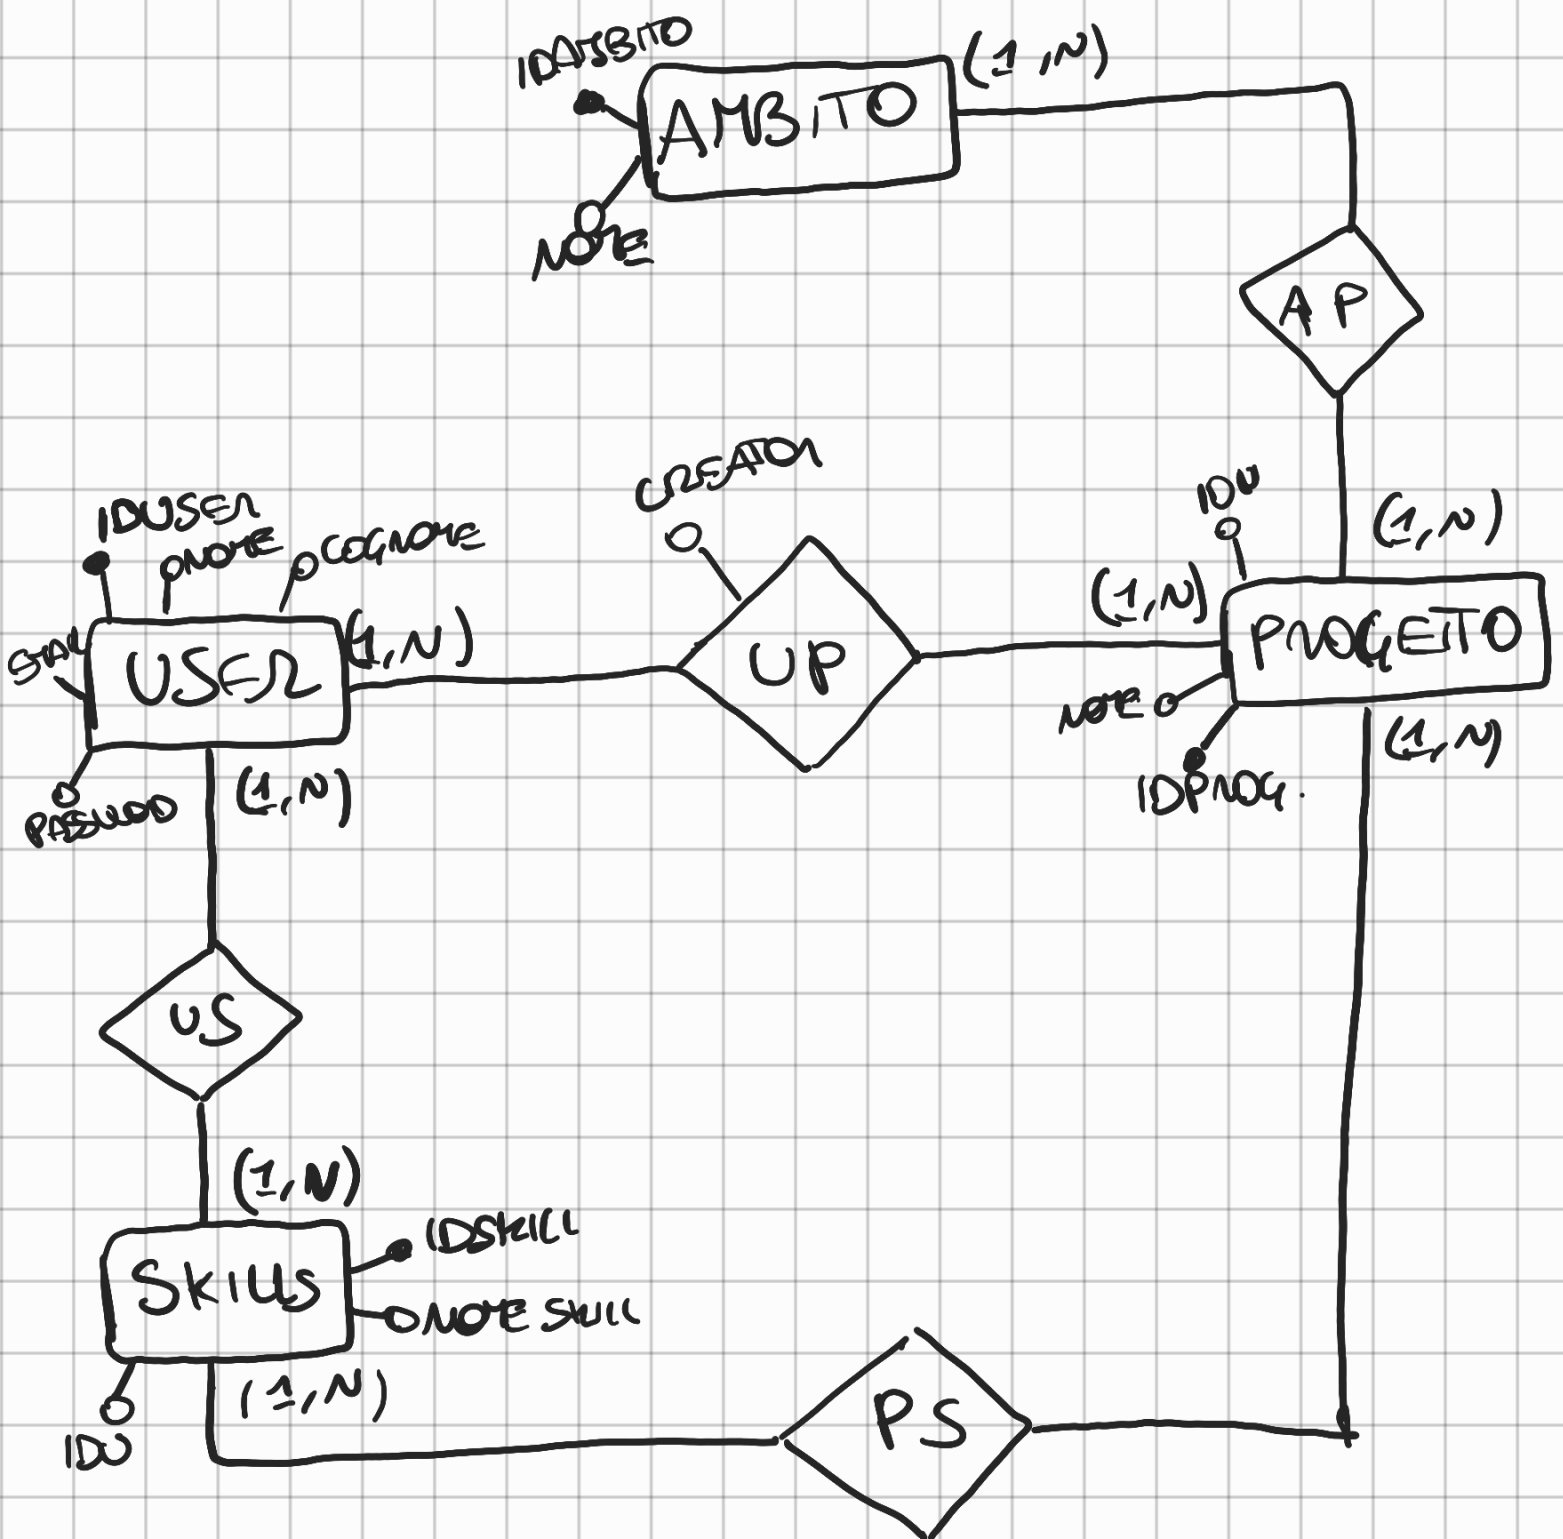 IDAMBITO
(1,N)
AMBITO
NOME
AP
CREATOR
IDUSER
NOME
COGNOME
IDU
(1,N)
(1,N)
(1,N)
USER
UP
PROGETTO
NOME
(1,N)
IDPROG.
(1,N)
PASSWOD
US
(1,N)
SKILLS
IDSKILL
NOME SKILL
(1,N)
IDU
PS